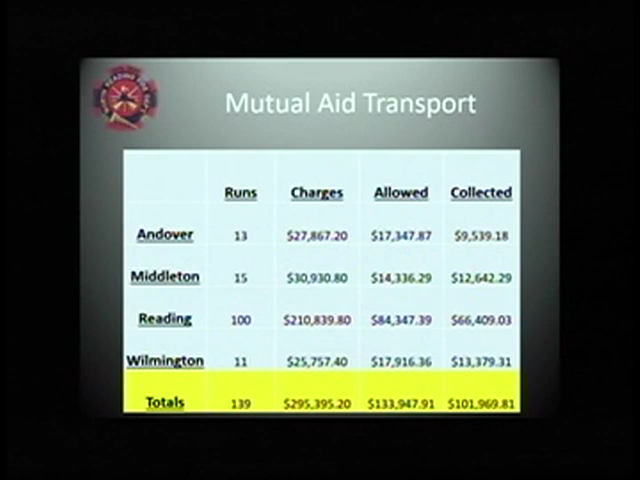 Mutual Aid Transport
Runs Charges Allowed Collected
Andover 13 $27,867.20 $17,347.87 $9,539.18
Middleton 15 $30,930.80 $14,336.29 $12,642.29
Reading 100 $210,839.80 $84,347.39 $66,409.03
Wilmington 11 $25,757.40 $17,916.36 $13,379.31
Totals 139 $295,395.20 $133,947.91 $101,969.81